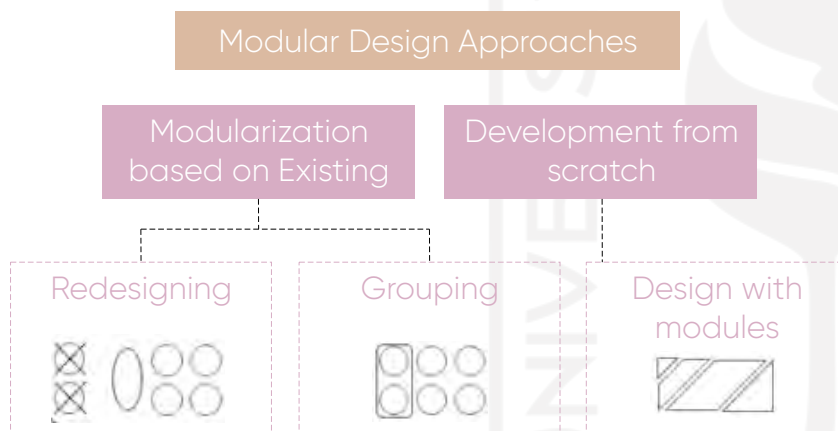 Modular Design Approaches
Modularization
based on Existing
Development from
scratch
Redesigning
Grouping
Design with
modules